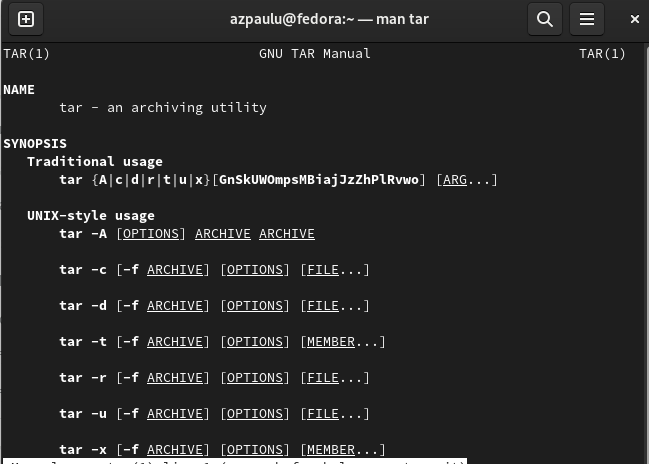 azpaulu@fedora:~ — man tar
TAR(1) GNU TAR Manual TAR(1)
NAME
tar - an archiving utility
SYNOPSIS
Traditional usage
tar {A|c|d|r|t|u|x}[GnSkUWOmpsMBiajJzZhPlRvwo] [ARG...]
UNIX-style usage
tar -A [OPTIONS] ARCHIVE ARCHIVE
tar -c [-f ARCHIVE] [OPTIONS] [FILE...]
tar -d [-f ARCHIVE] [OPTIONS] [FILE...]
tar -t [-f ARCHIVE] [OPTIONS] [MEMBER...]
tar -r [-f ARCHIVE] [OPTIONS] [FILE...]
tar -u [-f ARCHIVE] [OPTIONS] [FILE...]
tar -x [-f ARCHIVE] [OPTIONS] [MEMBER...]